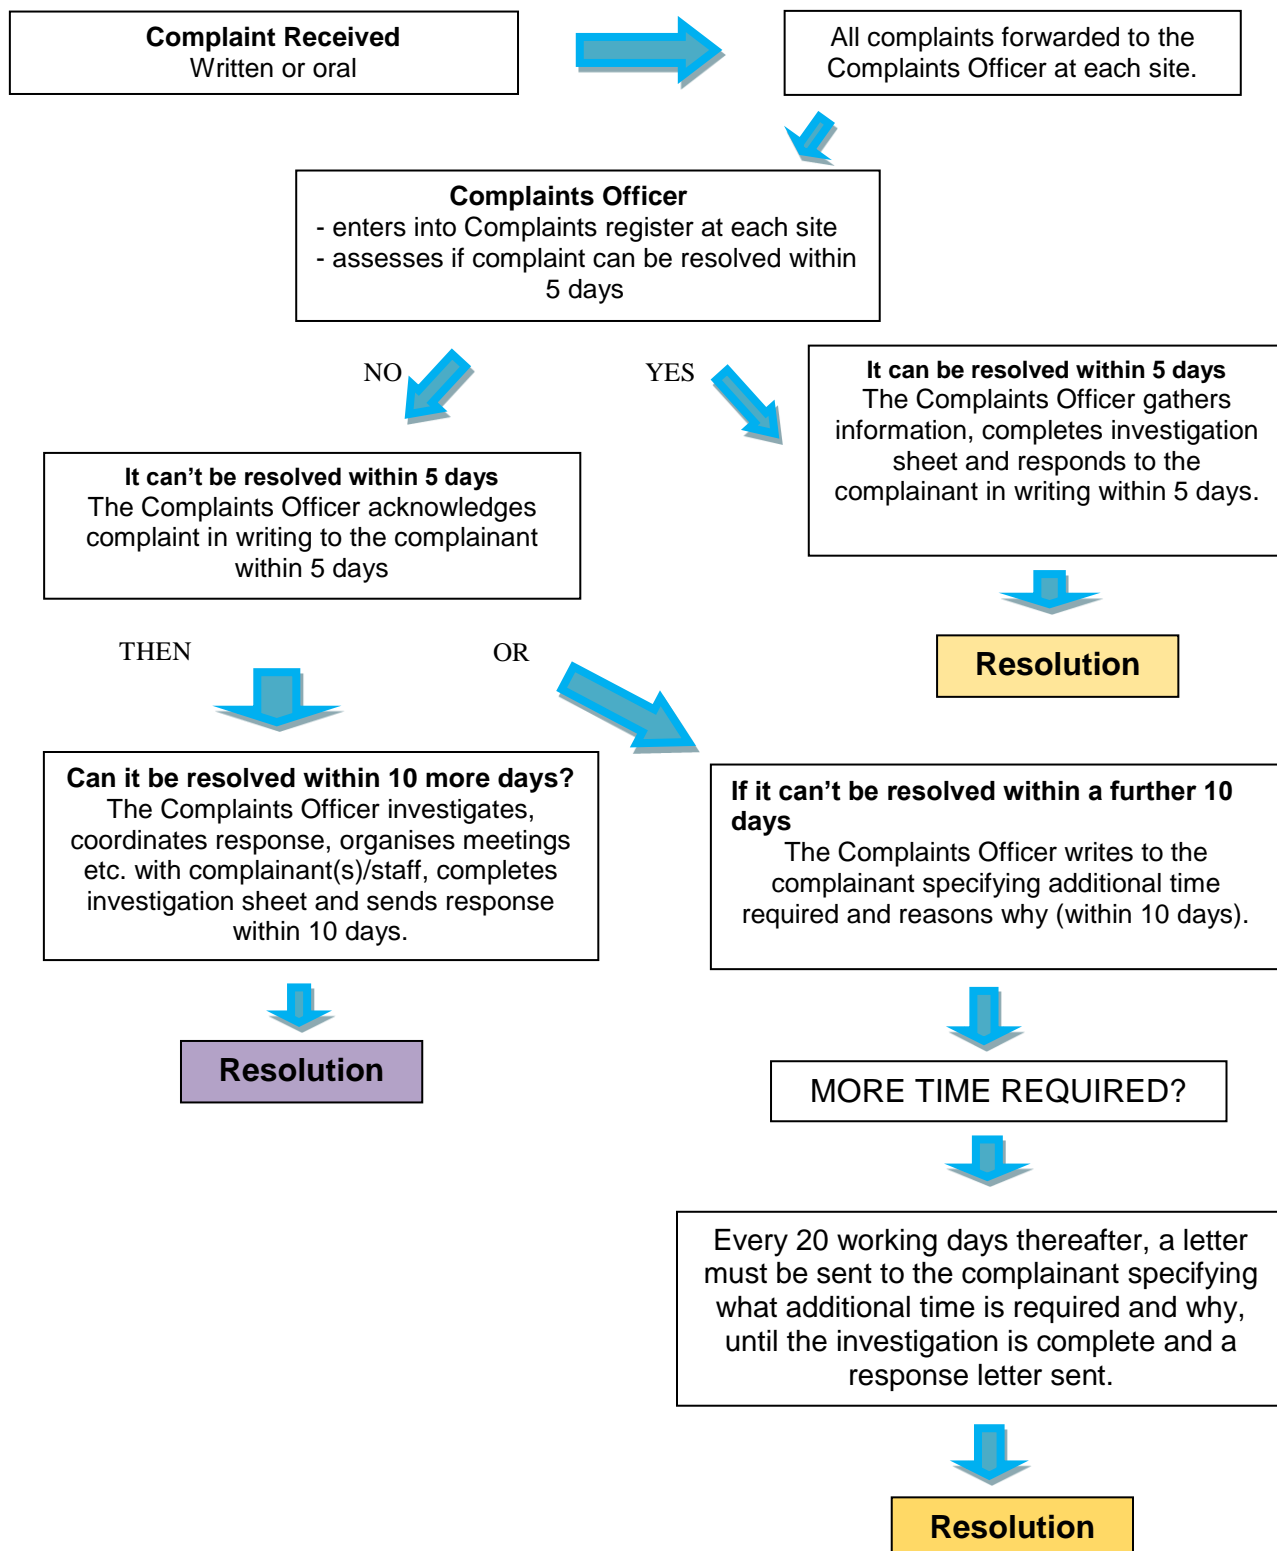 Complaint Received
Written or oral
All complaints forwarded to the
Complaints Officer at each site.
Complaints Officer
- enters into Complaints register at each site
- assesses if complaint can be resolved within
5 days
NO
YES
It can be resolved within 5 days
The Complaints Officer gathers
information, completes investigation
sheet and responds to the
complainant in writing within 5 days.
It can’t be resolved within 5 days
The Complaints Officer acknowledges
complaint in writing to the complainant
within 5 days
Resolution
THEN
OR
Can it be resolved within 10 more days?
The Complaints Officer investigates,
coordinates response, organises meetings
etc. with complainant(s)/staff, completes
investigation sheet and sends response
within 10 days.
If it can’t be resolved within a further 10
days
The Complaints Officer writes to the
complainant specifying additional time
required and reasons why (within 10 days).
Resolution
MORE TIME REQUIRED?
Every 20 working days thereafter, a letter
must be sent to the complainant specifying
what additional time is required and why,
until the investigation is complete and a
response letter sent.
Resolution